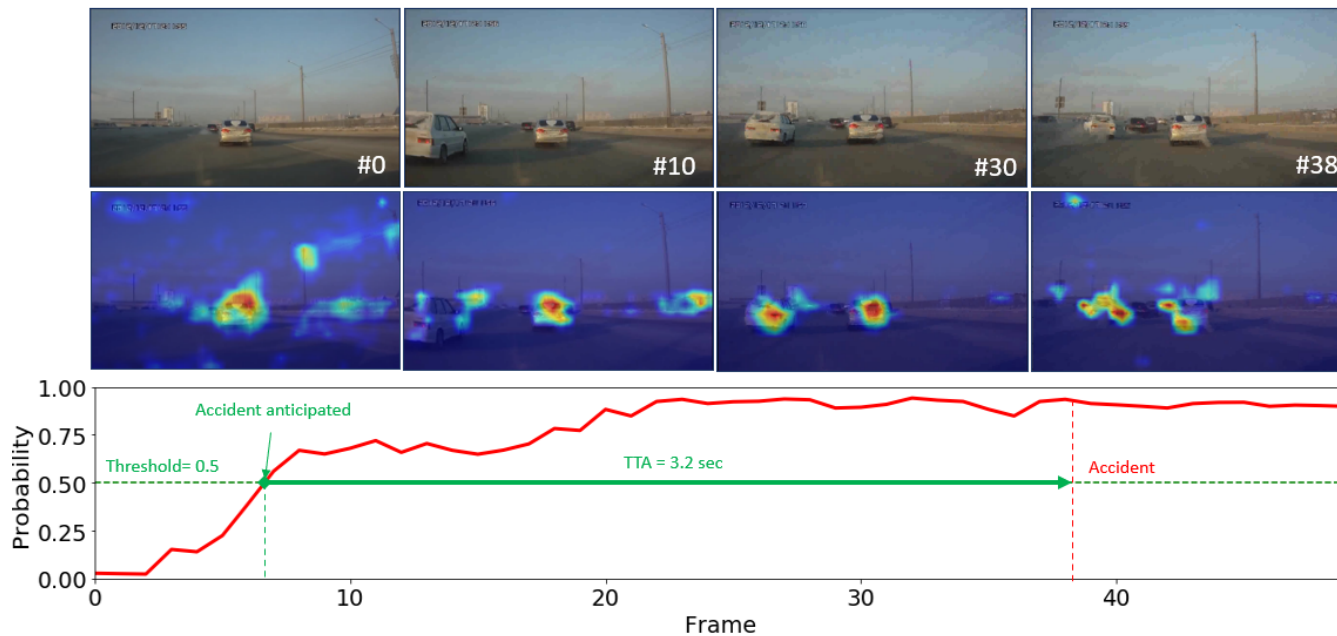 #0
#10
#30
#38
1.00
Accident anticipated
0.75
Threshold= 0.5
TTA = 3.2 sec
Accident
0.50
Probability
0.25
0.00
0
10
20
30
40
Frame